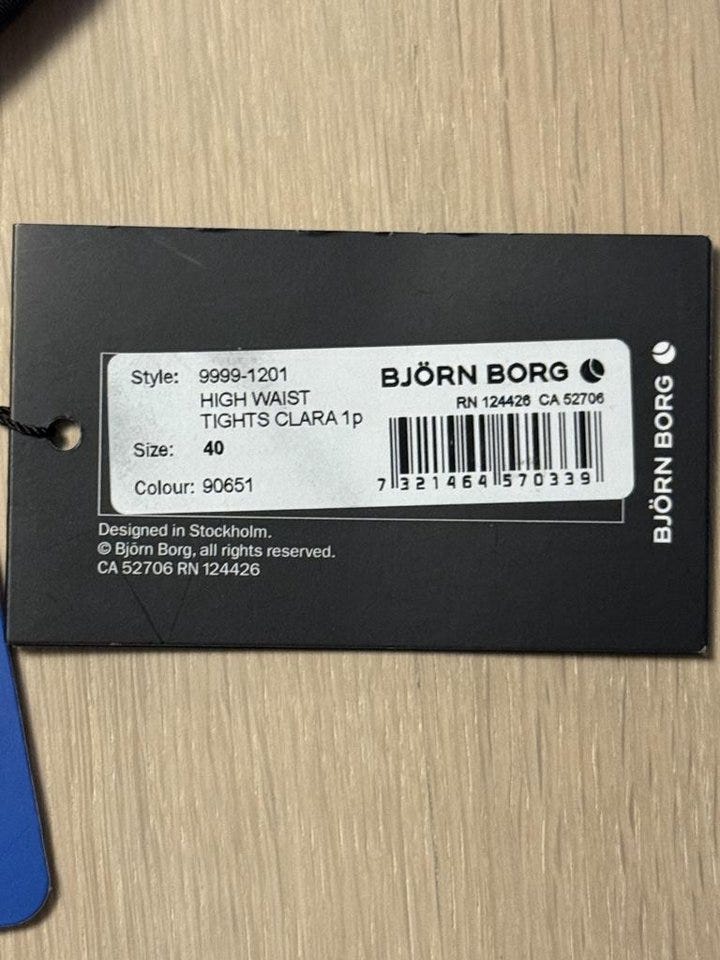 Style: 9999-1201
HIGH WAIST
TIGHTS CLARA 1p
Size: 40
Colour: 90651
BJÖRN BORG
RN 124426 CA 52706
7 321464 570339
Designed in Stockholm.
© Björn Borg, all rights reserved.
CA 52706 RN 124426
BJÖRN BORG